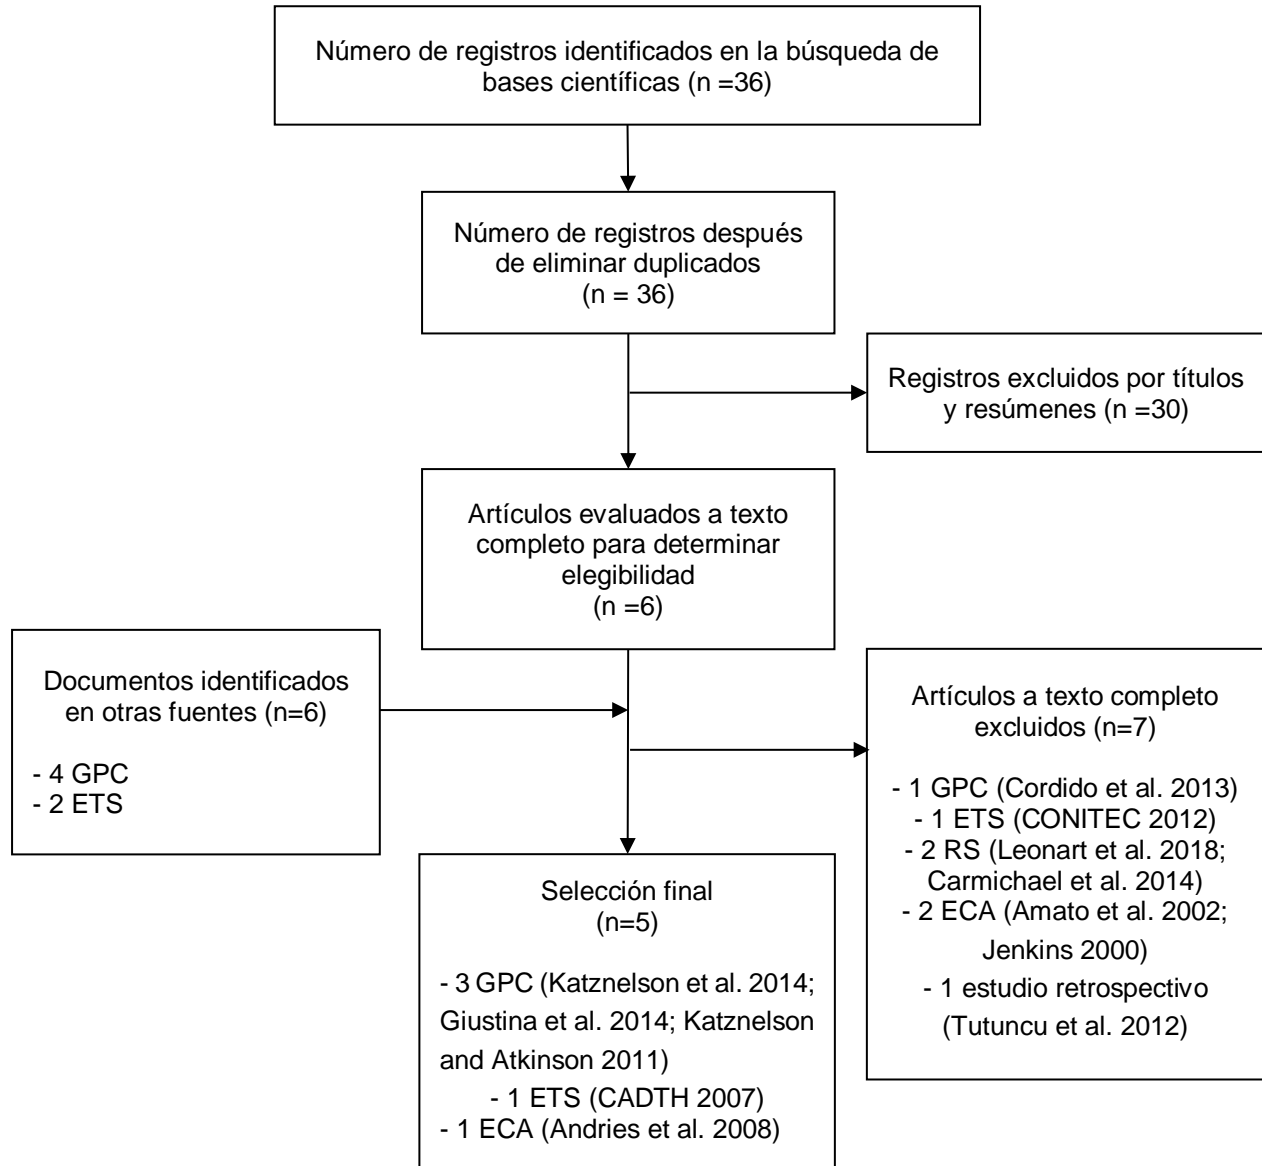 Número de registros identificados en la búsqueda de
bases científicas (n =36)
Número de registros después
de eliminar duplicados
(n = 36)
Registros excluidos por títulos
y resúmenes (n =30)
Artículos evaluados a texto
completo para determinar
elegibilidad
(n =6)
Documentos identificados
en otras fuentes (n=6)
- 4 GPC
- 2 ETS
Artículos a texto completo
excluidos (n=7)
- 1 GPC (Cordido et al. 2013)
- 1 ETS (CONITEC 2012)
- 2 RS (Leonart et al. 2018;
Carmichael et al. 2014)
- 2 ECA (Amato et al. 2002;
Jenkins 2000)
- 1 estudio retrospectivo
(Tutuncu et al. 2012)
Selección final
(n=5)
- 3 GPC (Katznelson et al. 2014;
Giustina et al. 2014; Katznelson
and Atkinson 2011)
- 1 ETS (CADTH 2007)
- 1 ECA (Andries et al. 2008)